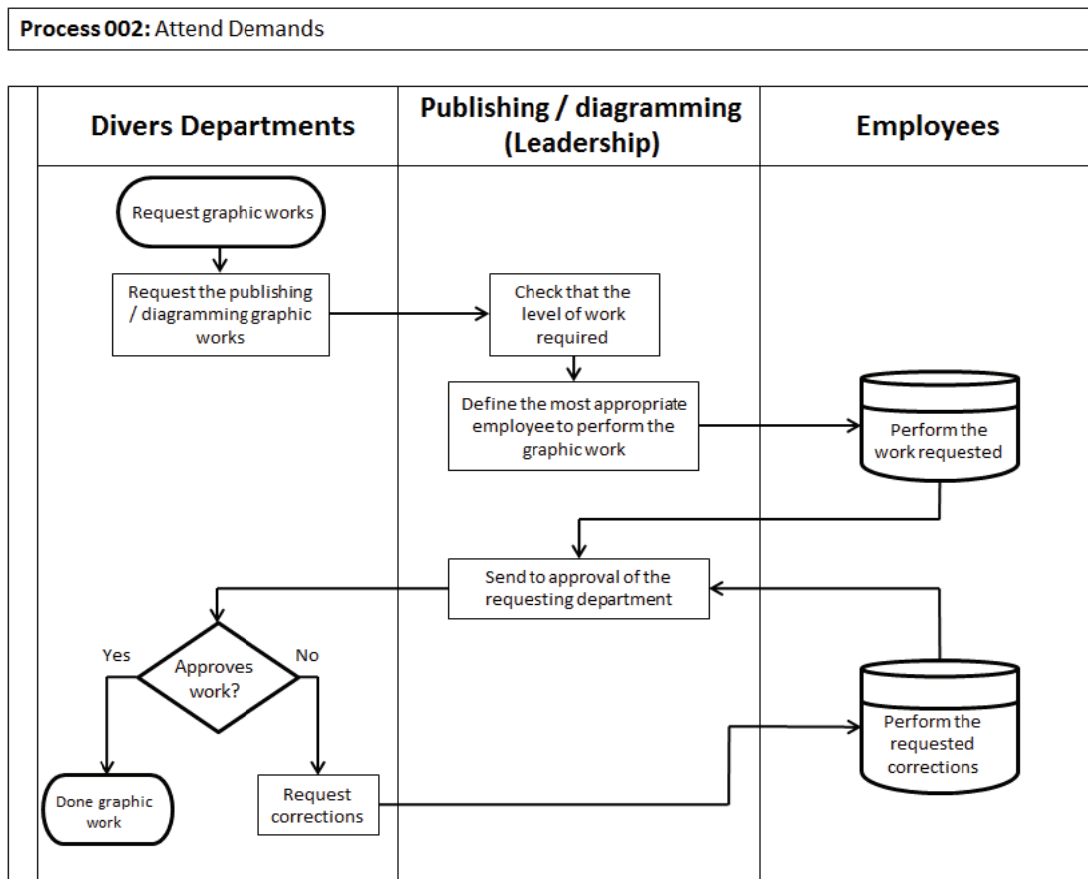 Process 002: Attend Demands
Divers Departments
Publishing / diagramming
(Leadership)
Employees
Request graphic works
Request the publishing
/ diagramming graphic
works
Check that the
level of work
required
Define the most appropriate
employee to perform the
graphic work
Perform the
work requested
Send to approval of the
requesting department
Yes
Approves
work?
No
Perform the
requested
corrections
Done graphic
work
Request
corrections